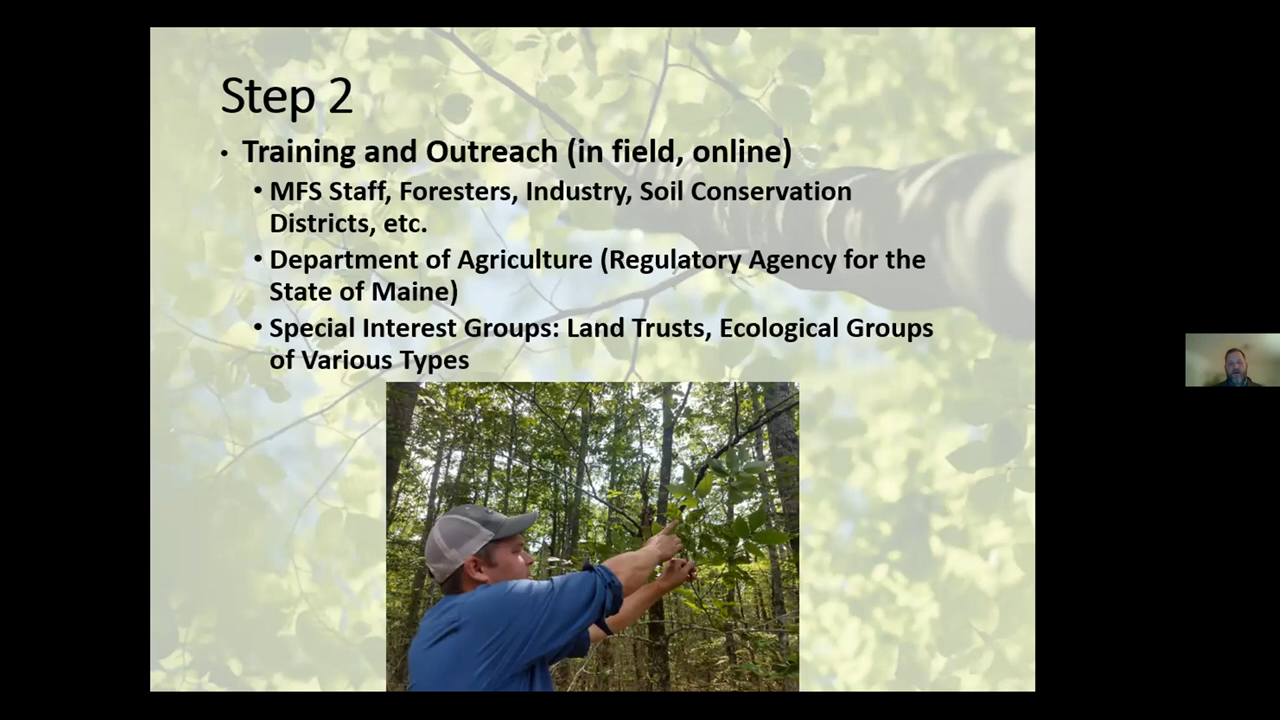 Step 2
• Training and Outreach (in field, online)
• MFS Staff, Foresters, Industry, Soil Conservation
Districts, etc.
• Department of Agriculture (Regulatory Agency for the
State of Maine)
• Special Interest Groups: Land Trusts, Ecological Groups
of Various Types